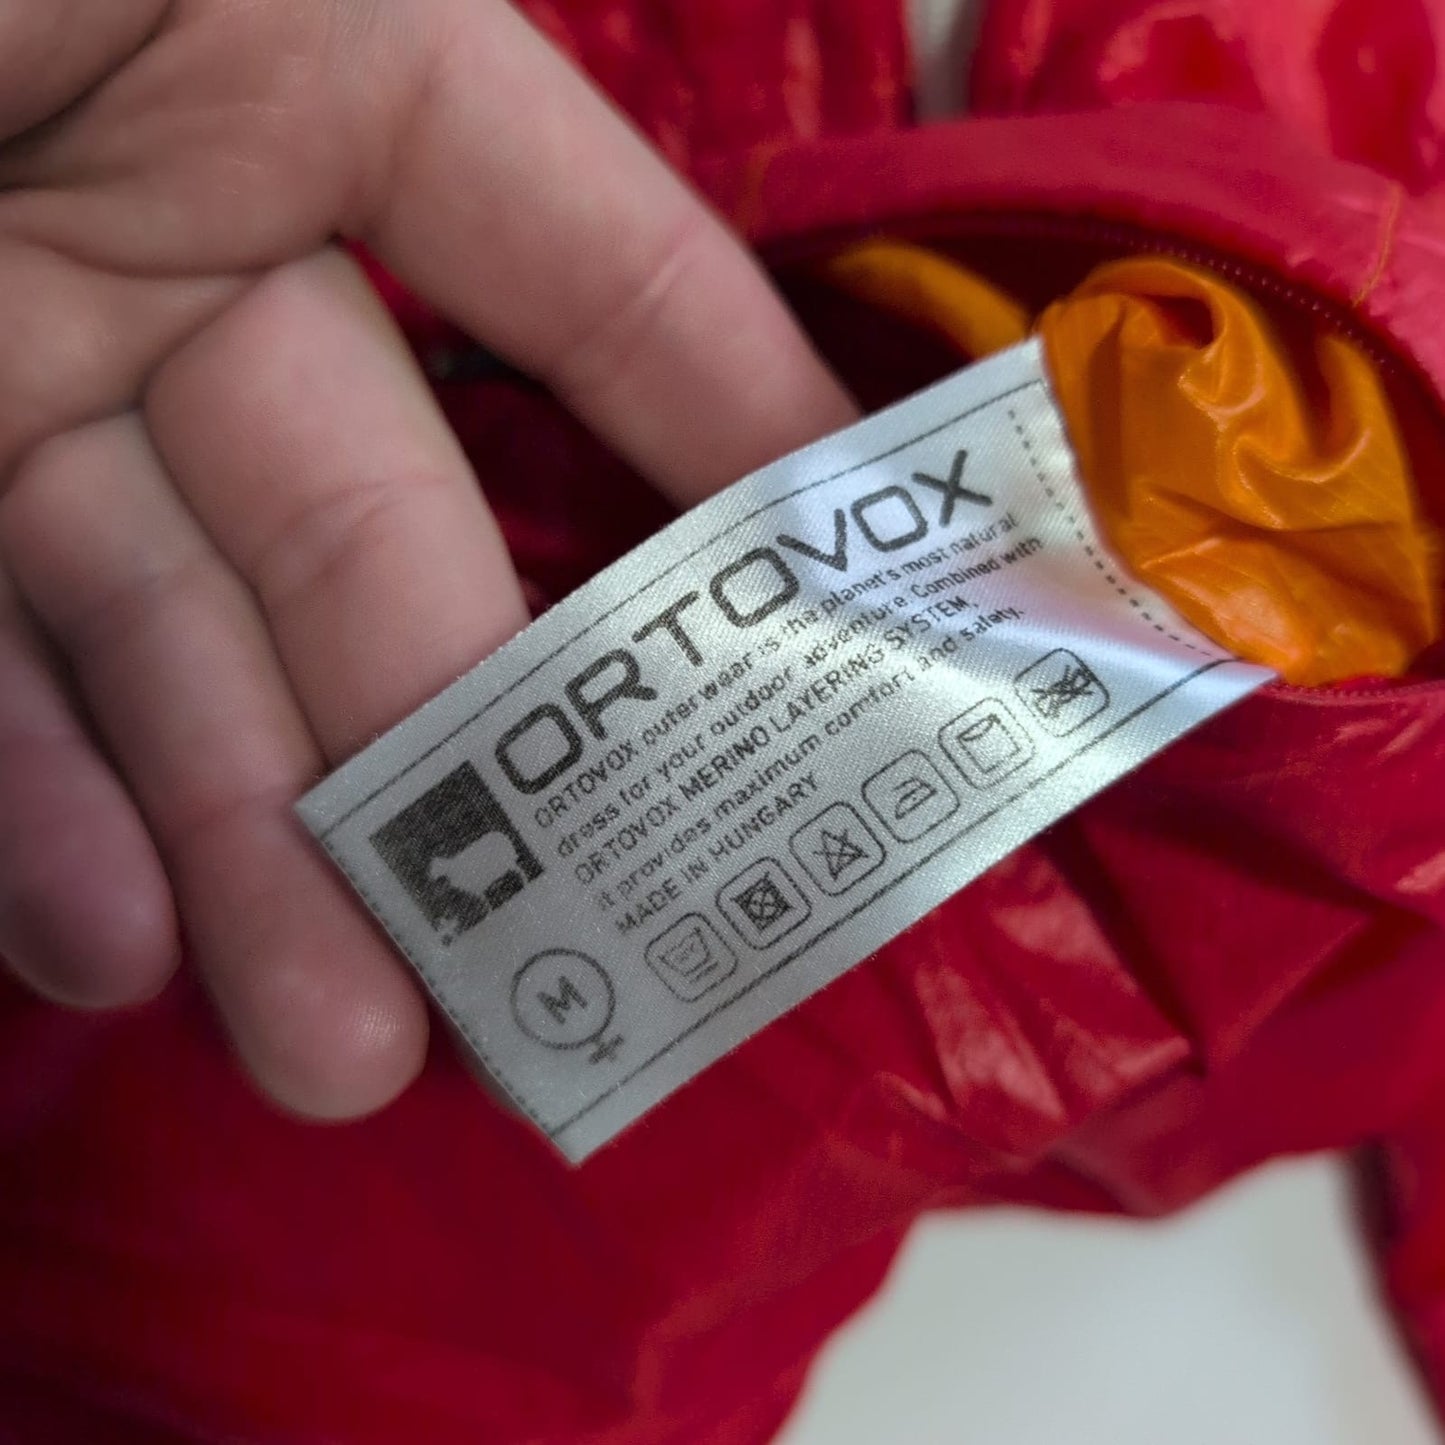 ORTOVOX
ORTOVOX outerwear is the planet's most natural
dress for your outdoor adventure. Combined with
ORTOVOX MERINO LAYERING SYSTEM,
it provides maximum comfort and safety.
MADE IN HUNGARY
M